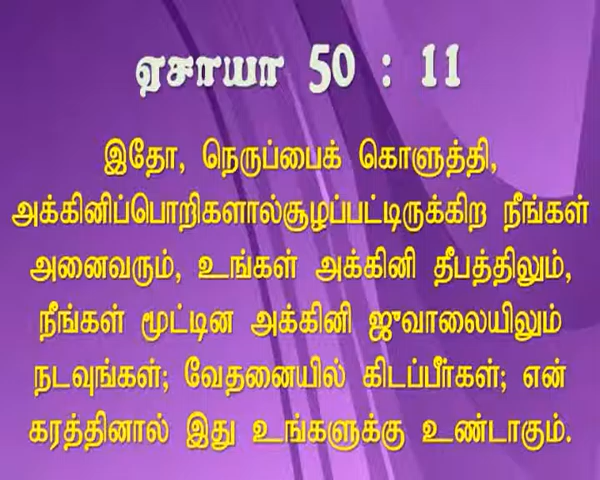 ஏசாயா 50 : 11
இதோ, நெருப்பைக் கொளுத்தி,
அக்கினிப்பொறிகளால்சூழப்பட்டிருக்கிற நீங்கள்
அனைவரும், உங்கள் அக்கினி தீபத்திலும்,
நீங்கள் மூட்டின அக்கினி ஜுவாலையிலும்
நடவுங்கள்; வேதனையில் கிடப்பீர்கள்; என்
கரத்தினால் இது உங்களுக்கு உண்டாகும்.